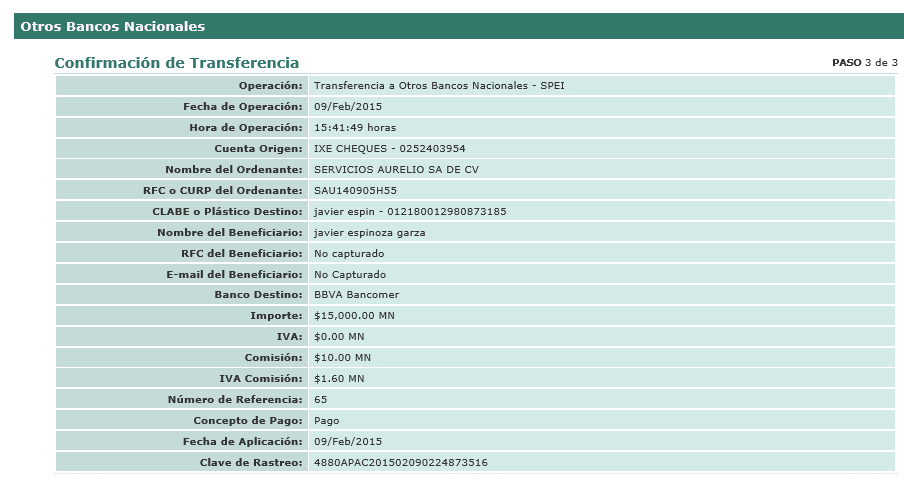 Otros Bancos Nacionales
Confirmación de Transferencia PASO 3 de 3
Operación: Transferencia a Otros Bancos Nacionales - SPEI
Fecha de Operación: 09/Feb/2015
Hora de Operación: 15:41:49 horas
Cuenta Origen: IXE CHEQUES - 0252403954
Nombre del Ordenante: SERVICIOS AURELIO SA DE CV
RFC o CURP del Ordenante: SAU140905H55
CLABE o Plástico Destino: javier espin - 012180012980873185
Nombre del Beneficiario: javier espinoza garza
RFC del Beneficiario: No capturado
E-mail del Beneficiario: No Capturado
Banco Destino: BBVA Bancomer
Importe: $15,000.00 MN
IVA: $0.00 MN
Comisión: $10.00 MN
IVA Comisión: $1.60 MN
Número de Referencia: 65
Concepto de Pago: Pago
Fecha de Aplicación: 09/Feb/2015
Clave de Rastreo: 4880APAC201502090224873516